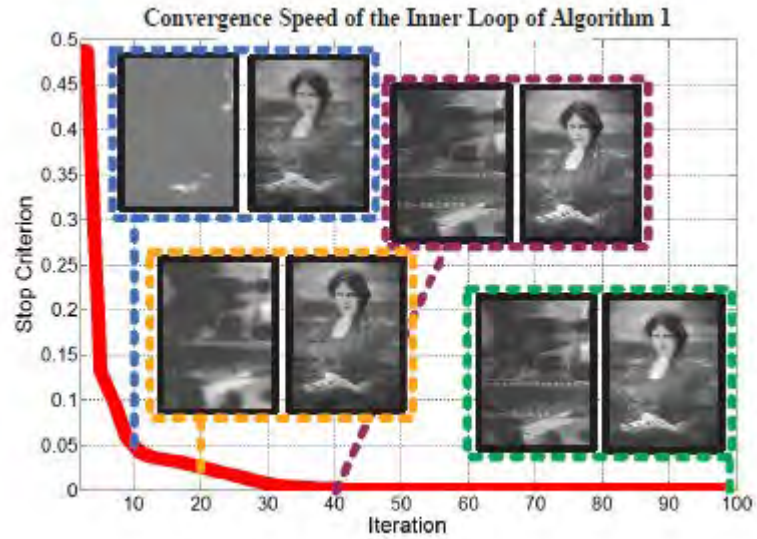 Convergence Speed of the Inner Loop of Algorithm 1
Stop Criterion
0.5
0.45
0.4
0.35
0.3
0.25
0.2
0.15
0.1
0.05
0
10 20 30 40 50 60 70 80 90 100
Iteration